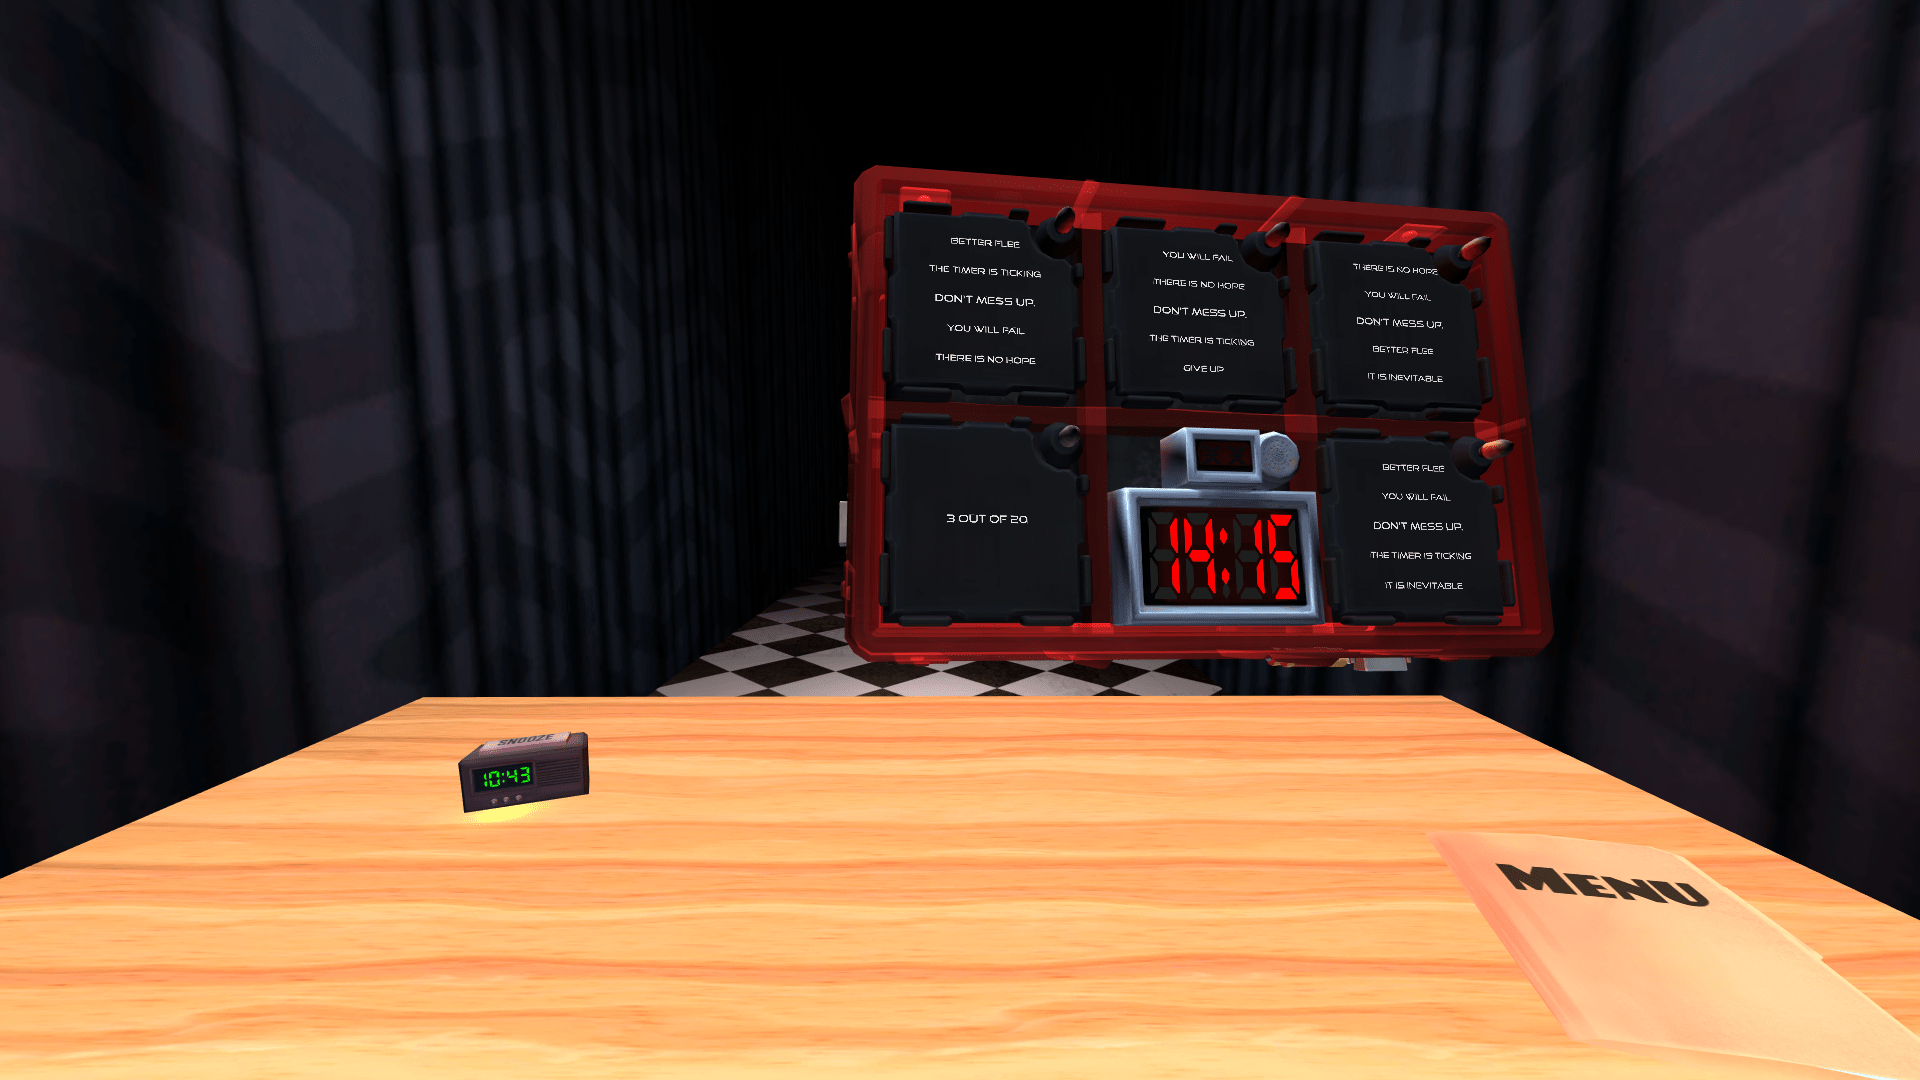 BETTER FLEE
THE TIMER IS TICKING
DON'T MESS UP.
YOU WILL FAIL
THERE IS NO HOPE
YOU WILL FAIL
THERE IS NO HOPE
DON'T MESS UP.
THE TIMER IS TICKING
GIVE UP
THERE IS NO HOPE
YOU WILL FAIL
DON'T MESS UP.
BETTER FLEE
IT IS INEVITABLE
3 OUT OF 20
14:15
BETTER FLEE
YOU WILL FAIL
DON'T MESS UP.
THE TIMER IS TICKING
IT IS INEVITABLE
SNOOZE
10:43
MENU